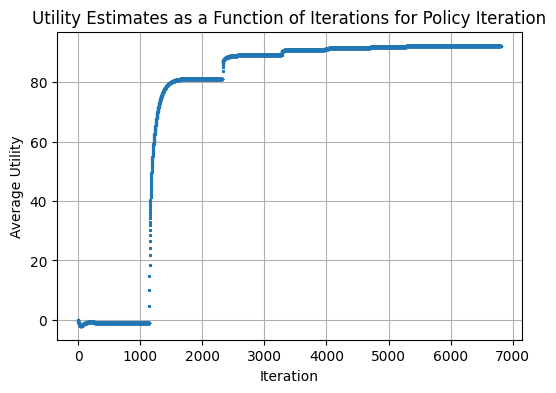 Utility Estimates as a Function of Iterations for Policy Iteration
80
60
40
20
0
Average Utility
0 1000 2000 3000 4000 5000 6000 7000
Iteration